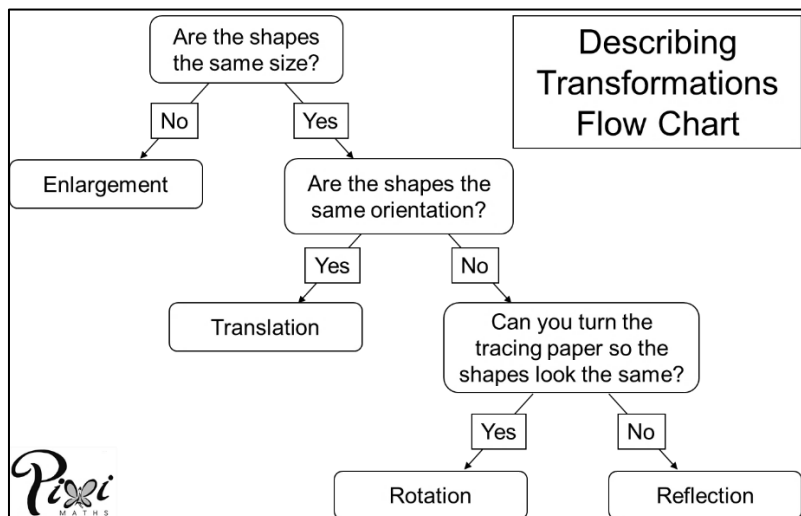 Describing
Transformations
Flow Chart
Are the shapes
the same size?
No
Yes
Enlargement
Are the shapes the
same orientation?
Yes
No
Translation
Can you turn the
tracing paper so the
shapes look the same?
Yes
No
Rotation
Reflection
Pixi
MATHS